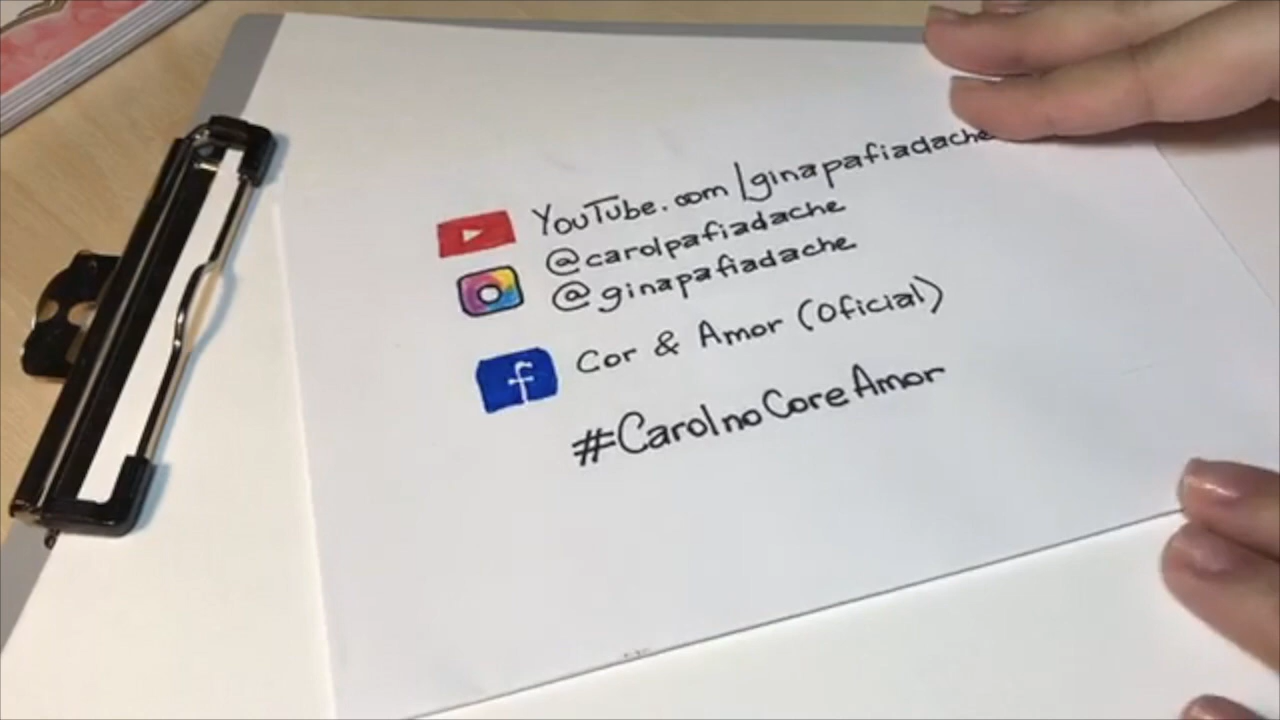 YouTube.com/ginapafiadache
@carolpafiadache
@ginapafiadache
f Cor & Amor (Oficial)
#CarolnoCoreAmor